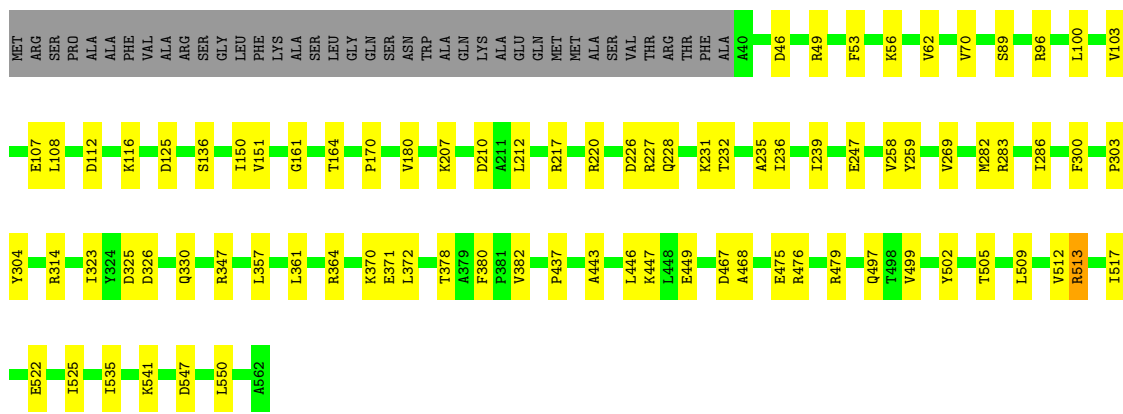 MET ARG SER PRO ALA ALA PHE VAL ALA ARG SER GLY LEU PHE LYS ALA SER LEU GLY GLN SER ASN TRP ALA GLN LYS ALA GLU GLN MET MET ALA SER VAL THR ARG THR PHE ALA A40 D46 R49 F53 K56 V62 V70 S89 R96 L100 V103
E107 L108 D112 K116 D125 S136 I150 V151 G161 T164 P170 V180 K207 D210 A211 L212 R217 R220 D226 R227 Q228 K231 T232 A235 I236 I239 E247 V258 Y259 V269 M282 R283 I286 F300 P303
Y304 R314 I323 Y324 D325 D326 Q330 R347 L357 L361 R364 K370 E371 L372 T378 A379 F380 P381 V382 P437 A443 L446 K447 L448 E449 D467 A468 E475 R476 R479 Q497 T498 V499 Y502 T505 L509 V512 R513 I517
E522 I525 I535 K541 D547 L550 A562